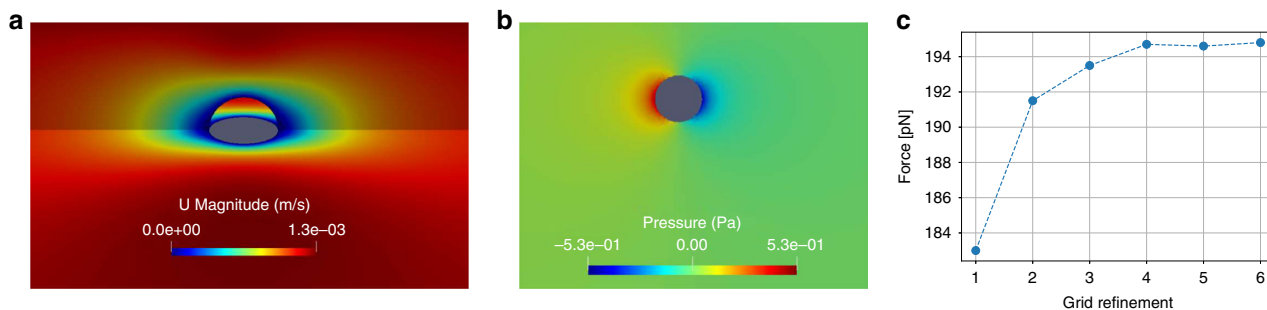 a
U Magnitude (m/s)
0.0e+00 1.3e–03
b
Pressure (Pa)
–5.3e–01 0.00 5.3e–01
c
Force [pN]
194
192
190
188
186
184
1 2 3 4 5 6
Grid refinement